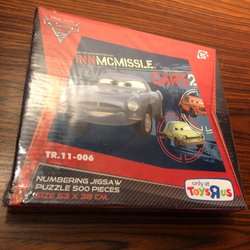 FINN MCMISSILE
CARS 2
TR.11-006
NUMBERING JIGSAW
PUZZLE 500 PIECES
SIZE 53 X 38 CM.
only at
ToysRus